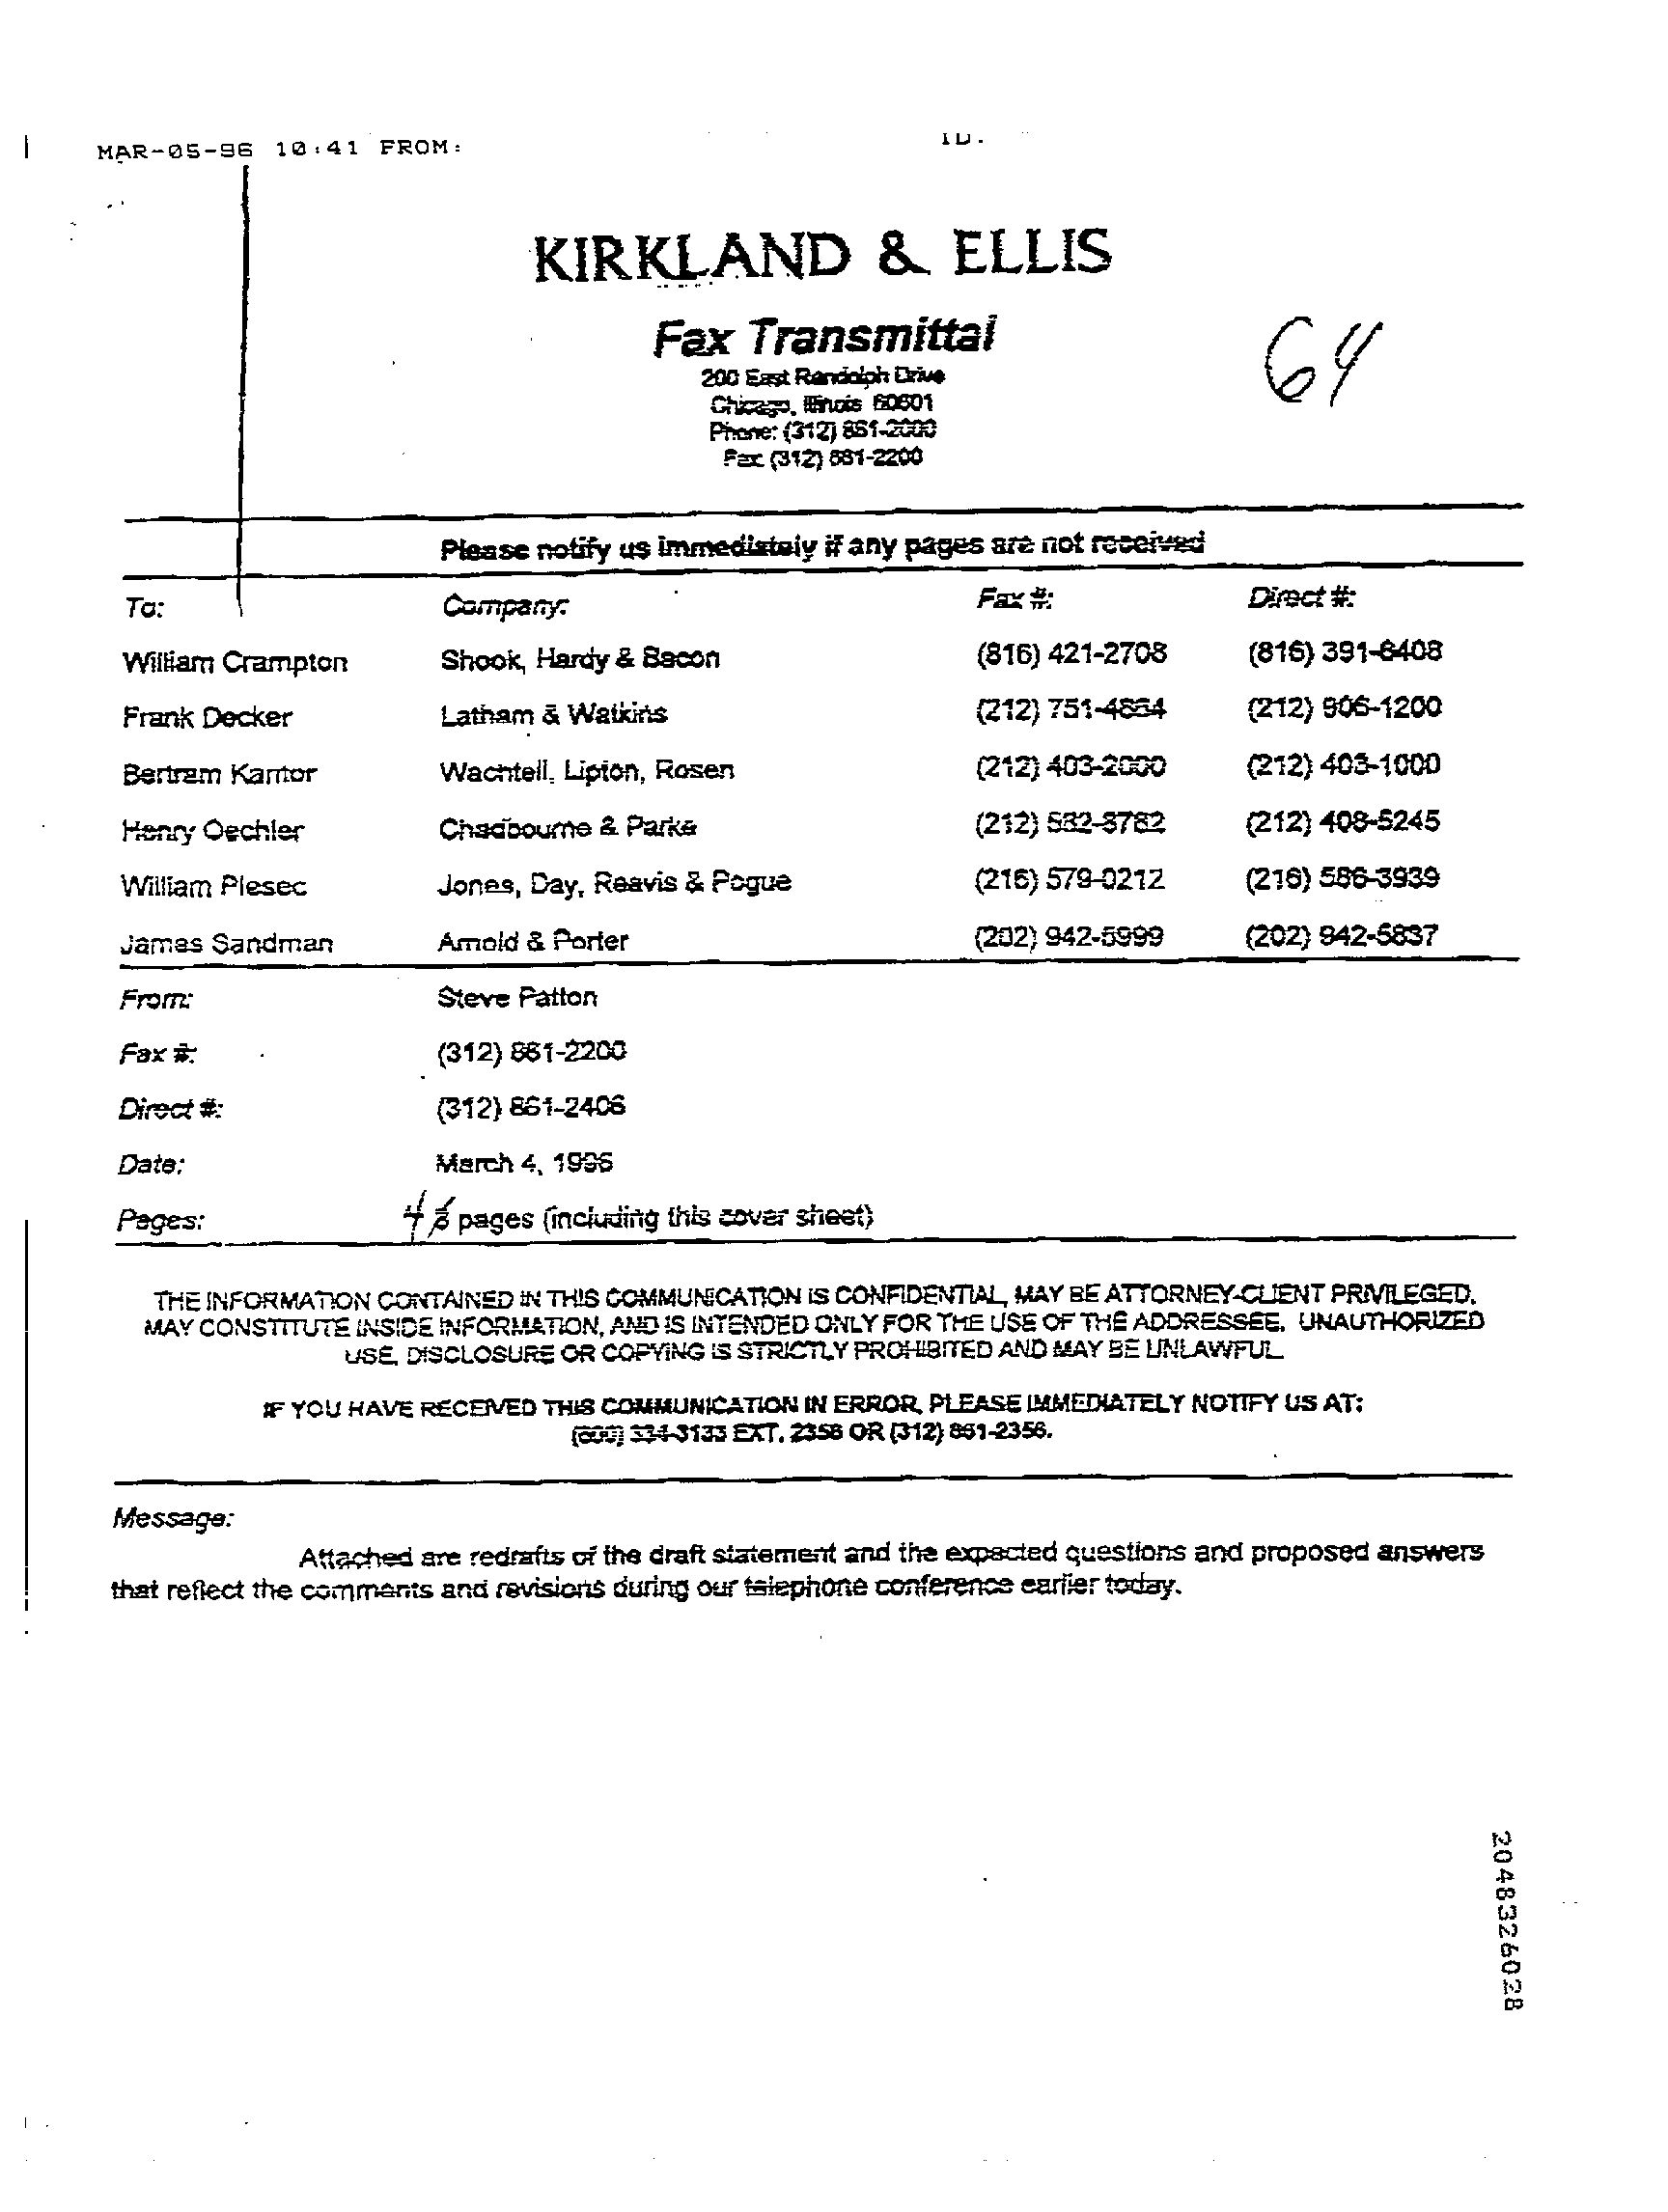 MAR-05-96 10:41 FROM:
ID.
KIRKLAND & ELLIS
Fax Transmittal
64
200 East Randolph Drive
Chicago, Illinois 60601
Phone: (312) 861-2000
Fax: (312) 861-2200
Please notify us immediately if any pages are not received
To: Company: Fax #: Direct #:
William Crampton Shook, Hardy & Bacon (816) 421-2708 (816) 391-6408
Frank Decker Latham & Watkins (212) 751-4864 (212) 906-1200
Bertram Kantor Wachtell, Lipton, Rosen (212) 403-2000 (212) 403-1000
Henry Oechler Chadbourne & Parke (212) (212) 408-5245
William Plesec Jones, Day, Reavis & Pogue (216) 579-0212 (216) 586-3939
James Sandman Arnold & Porter (202) 942-5999 (202) 942-5837
From: Steve Patton
Fax #: (312) 861-2200
Direct #: (312) 861-2406
Date: March 4, 1996
Pages: 4 pages (including this cover sheet)
THE INFORMATION CONTAINED IN THIS COMMUNICATION IS CONFIDENTIAL, MAY BE ATTORNEY-CLIENT PRIVILEGED,
MAY CONSTITUTE INSIDE INFORMATION, AND IS INTENDED ONLY FOR THE USE OF THE ADDRESSEE. UNAUTHORIZED
USE, DISCLOSURE OR COPYING IS STRICTLY PROHIBITED AND MAY BE UNLAWFUL.
IF YOU HAVE RECEIVED THIS COMMUNICATION IN ERROR, PLEASE IMMEDIATELY NOTIFY US AT:
(800) 334-3133 EXT. 2356 OR (312) 861-2356.
Message:
Attached are redrafts of the draft statement and the expected questions and proposed answers
that reflect the comments and revisions during our telephone conference earlier today.
2048326028